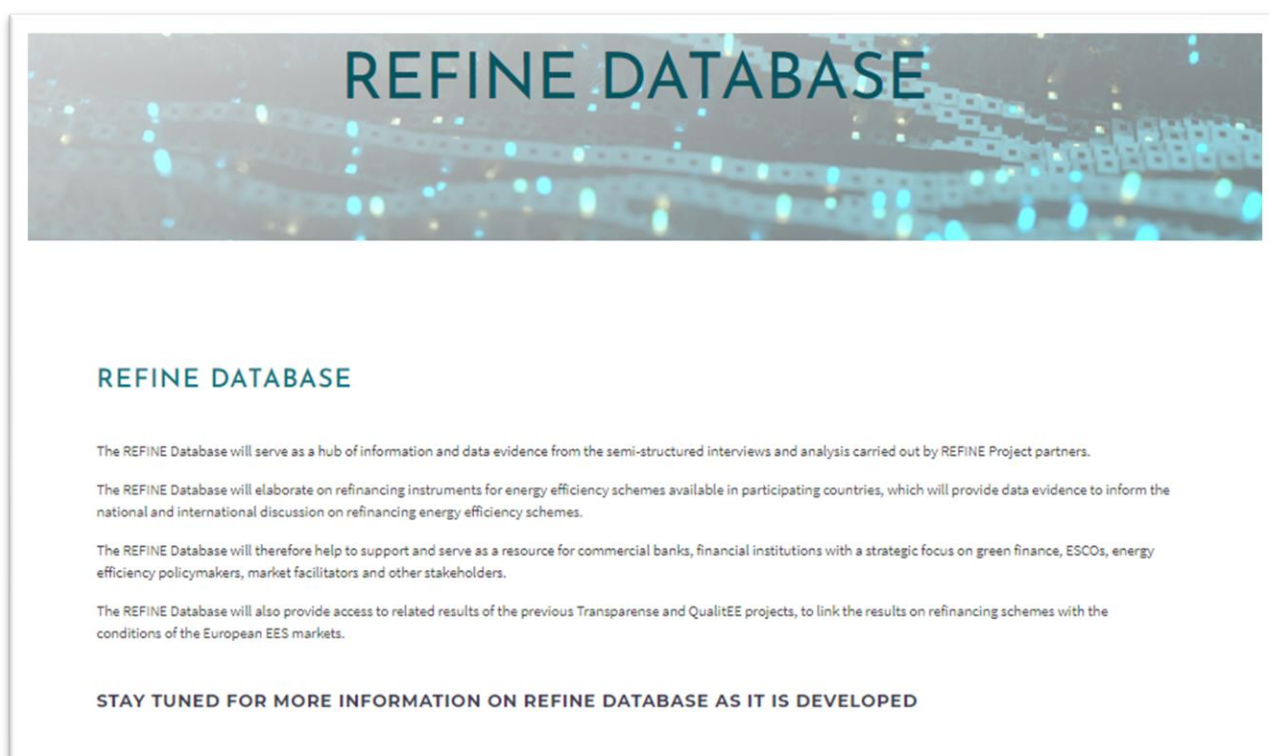 REFINE DATABASE
REFINE DATABASE
The REFINE Database will serve as a hub of information and data evidence from the semi-structured interviews and analysis carried out by REFINE Project partners.
The REFINE Database will elaborate on refinancing instruments for energy efficiency schemes available in participating countries, which will provide data evidence to inform the
national and international discussion on refinancing energy efficiency schemes.
The REFINE Database will therefore help to support and serve as a resource for commercial banks, financial institutions with a strategic focus on green finance, ESCOs, energy
efficiency policymakers, market facilitators and other stakeholders.
The REFINE Database will also provide access to related results of the previous Transparense and QualitEE projects, to link the results on refinancing schemes with the
conditions of the European EES markets.
STAY TUNED FOR MORE INFORMATION ON REFINE DATABASE AS IT IS DEVELOPED